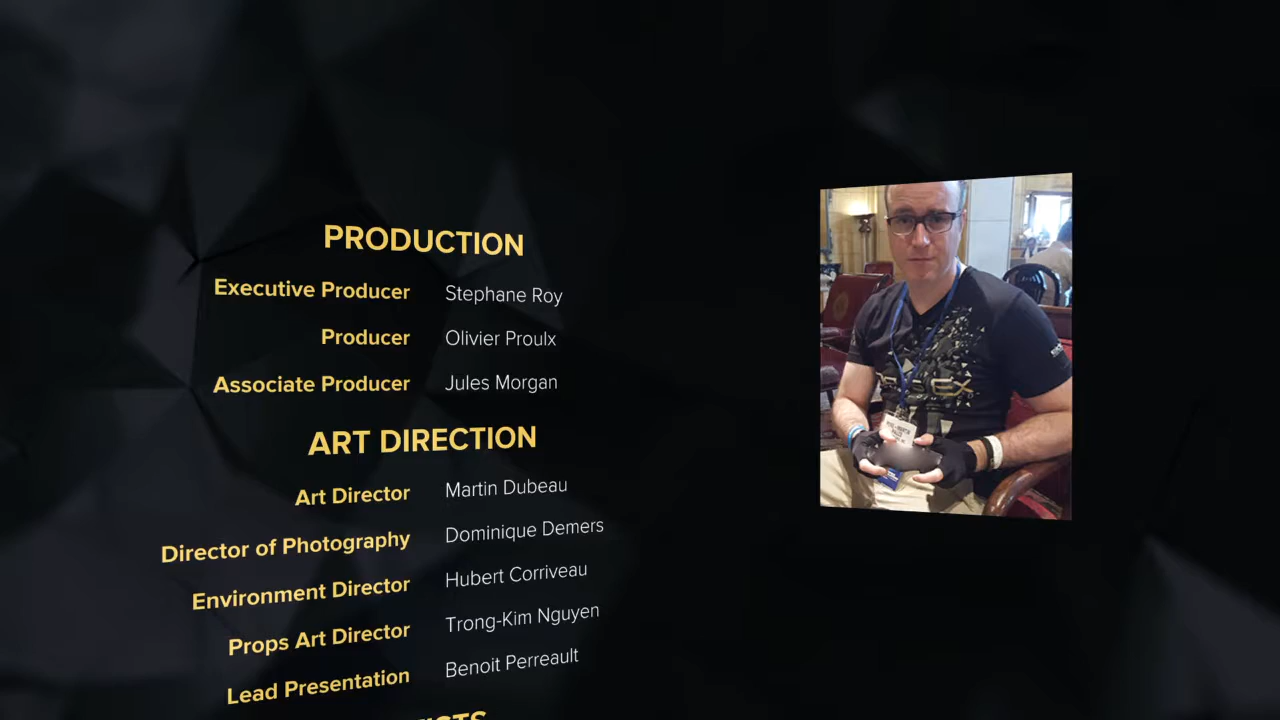 PRODUCTION
Executive Producer Stephane Roy
Producer Olivier Proulx
Associate Producer Jules Morgan
ART DIRECTION
Art Director Martin Dubeau
Director of Photography Dominique Demers
Environment Director Hubert Corriveau
Props Art Director Trong-Kim Nguyen
Lead Presentation Benoit Perreault